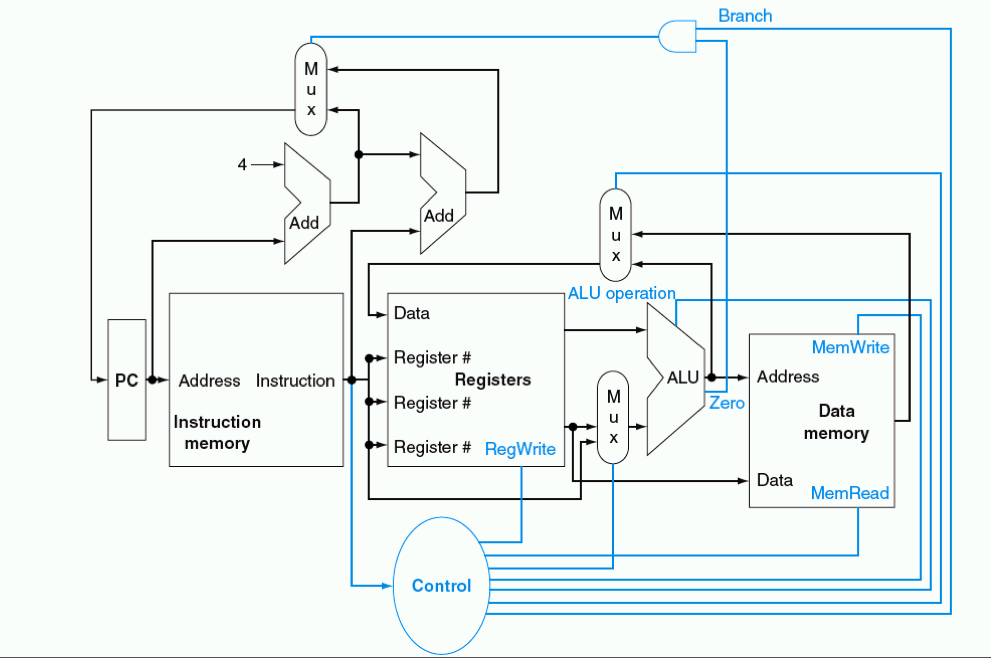 Branch
M
u
x
4
Add
Add
M
u
x
ALU operation
Data
Register #
Registers
Register #
Register #
RegWrite
PC
Address
Instruction
Instruction
memory
M
u
x
ALU
Zero
MemWrite
Address
Data
memory
Data
MemRead
Control